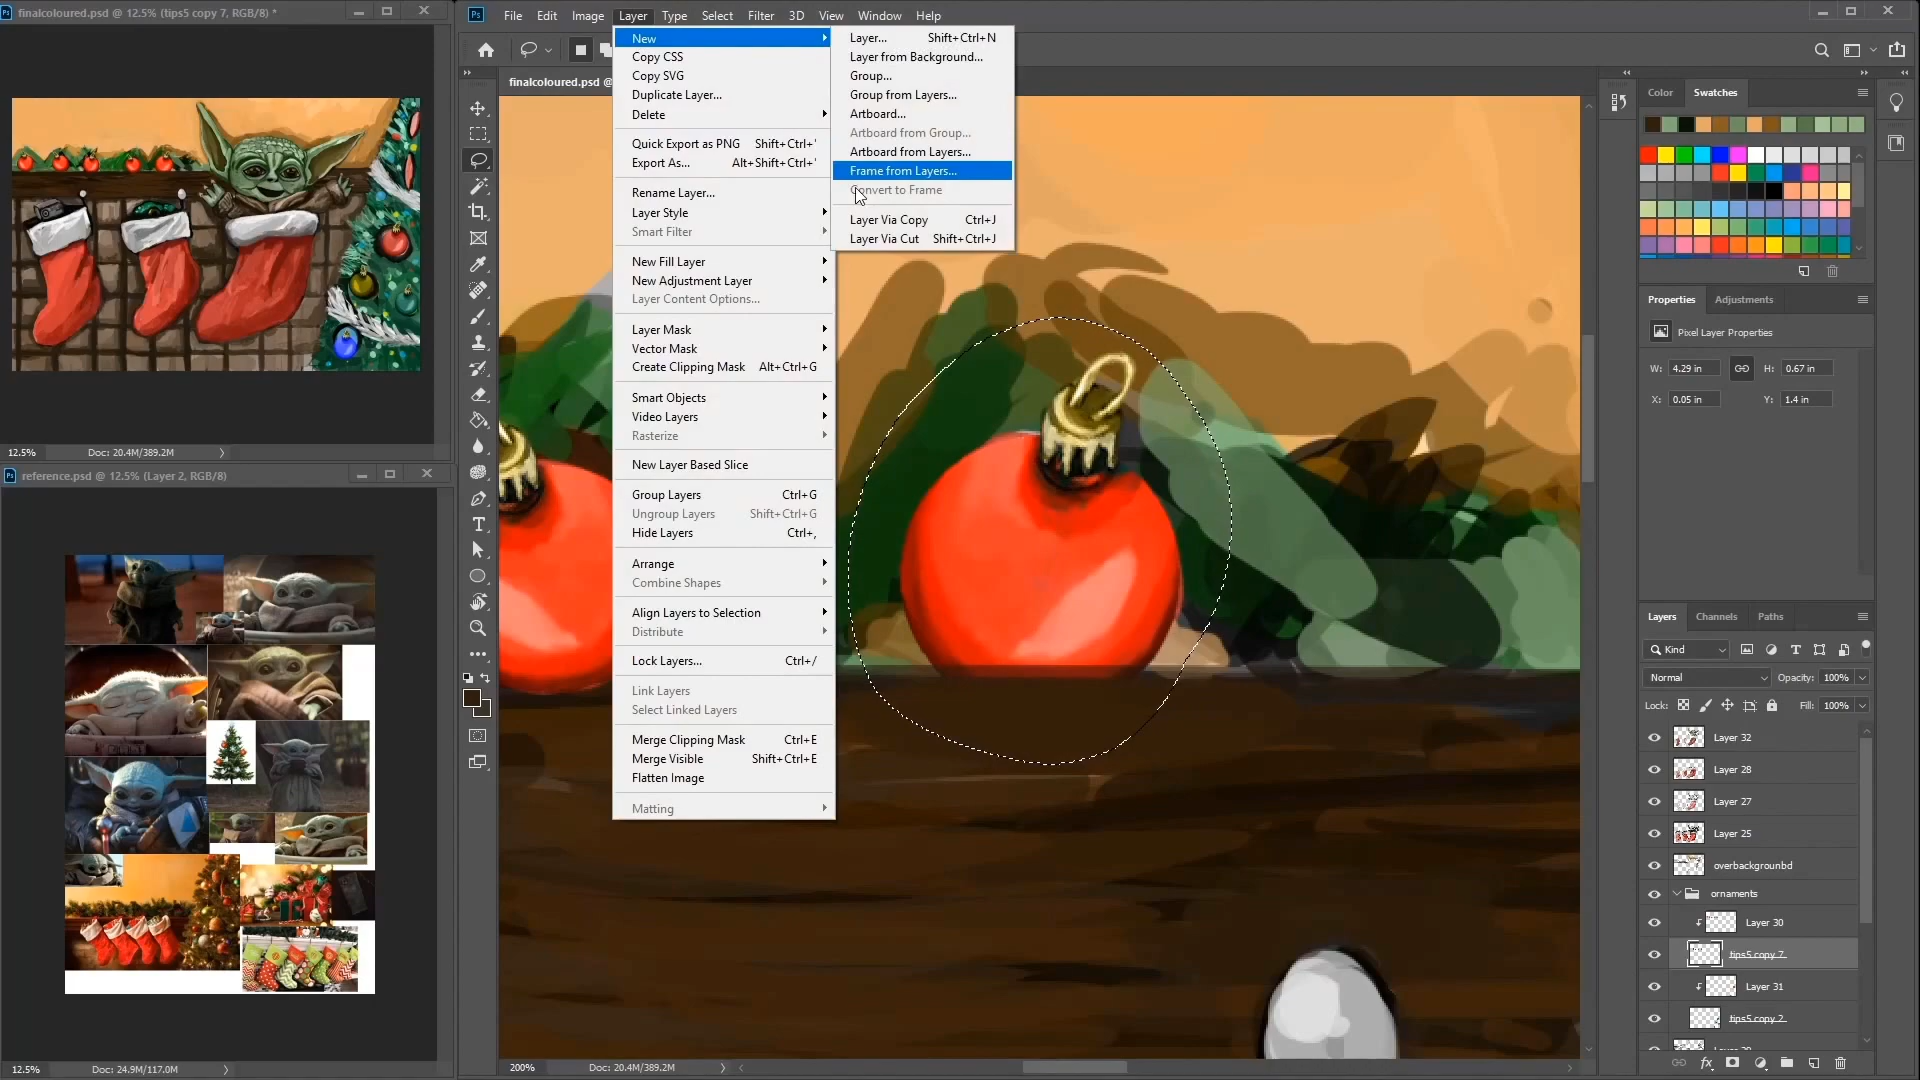 finalcoloured.psd @ 12.5% (tips5 copy 7, RGB/8) *
12.5%
Doc: 20.4M/389.2M
reference.psd @ 12.5% (Layer 2, RGB/8)
12.5%
Doc: 24.9M/117.0M
Ps
File
Edit
Image
Layer
Type
Select
Filter
3D
View
Window
Help
finalcoloured.psd @
New
Copy CSS
Copy SVG
Duplicate Layer...
Delete
Quick Export as PNG Shift+Ctrl+'
Export As... Alt+Shift+Ctrl+'
Rename Layer...
Layer Style
Smart Filter
New Fill Layer
New Adjustment Layer
Layer Content Options...
Layer Mask
Vector Mask
Create Clipping Mask Alt+Ctrl+G
Smart Objects
Video Layers
Rasterize
New Layer Based Slice
Group Layers Ctrl+G
Ungroup Layers Shift+Ctrl+G
Hide Layers Ctrl+,
Arrange
Combine Shapes
Align Layers to Selection
Distribute
Lock Layers... Ctrl+/
Link Layers
Select Linked Layers
Merge Clipping Mask Ctrl+E
Merge Visible Shift+Ctrl+E
Flatten Image
Matting
Layer... Shift+Ctrl+N
Layer from Background...
Group...
Group from Layers...
Artboard...
Artboard from Group...
Artboard from Layers...
Frame from Layers...
Convert to Frame
Layer Via Copy Ctrl+J
Layer Via Cut Shift+Ctrl+J
200%
Doc: 20.4M/389.2M
Color
Swatches
Properties
Adjustments
Pixel Layer Properties
W: 4.29 in
H: 0.67 in
X: 0.05 in
Y: 1.4 in
Layers
Channels
Paths
Kind
Normal
Opacity: 100%
Lock:
Fill: 100%
Layer 32
Layer 28
Layer 27
Layer 25
overbackgrounbd
ornaments
Layer 30
tips5 copy 7
Layer 31
tips5 copy 2